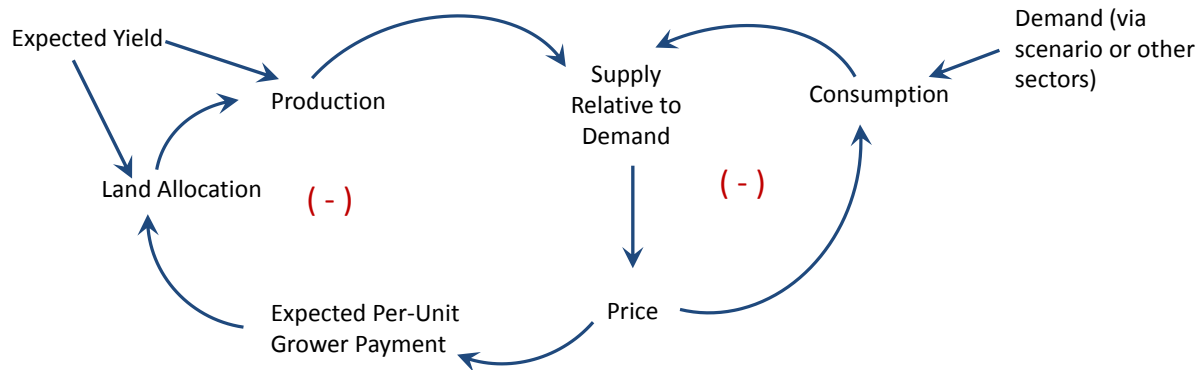 Expected Yield
Production
Land Allocation
( - )
Expected Per-Unit
Grower Payment
Supply
Relative to
Demand
Price
( - )
Consumption
Demand (via
scenario or other
sectors)